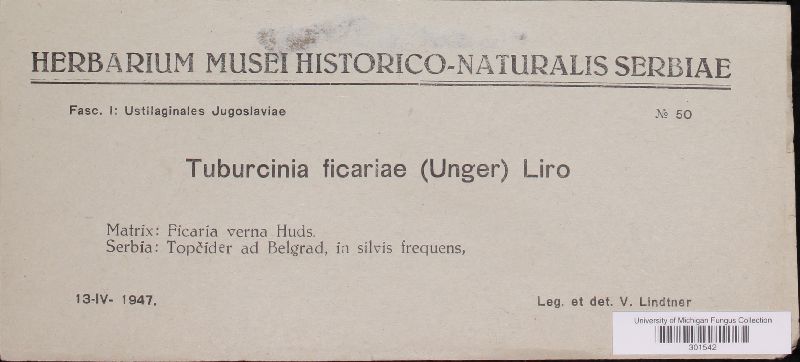 HERBARIUM MUSEI HISTORICO-NATURALIS SERBIAE
Fasc. I: Ustilaginales Jugoslaviae № 50
Tuburcinia ficariae (Unger) Liro
Matrix: Ficaria verna Huds.
Serbia: Topčider ad Belgrad, in silvis frequens,
13-IV- 1947. Leg. et det. V. Lindtner
University of Michigan Fungus Collection
301542